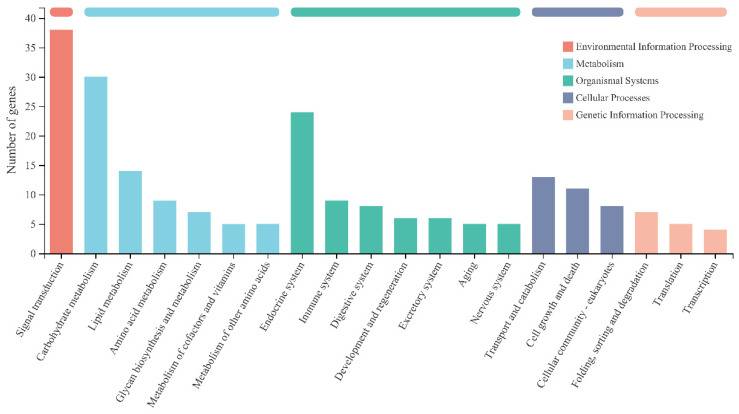 40
35
30
25
20
15
10
5
0
Number of genes
Environmental Information Processing
Metabolism
Organismal Systems
Cellular Processes
Genetic Information Processing
Signal transduction
Carbohydrate metabolism
Lipid metabolism
Amino acid metabolism
Glycan biosynthesis and metabolism
Metabolism of cofactors and vitamins
Metabolism of other amino acids
Endocrine system
Immune system
Digestive system
Development and regeneration
Excretory system
Aging
Nervous system
Transport and catabolism
Cell growth and death
Cellular community - eukaryotes
Folding, sorting and degradation
Translation
Transcription